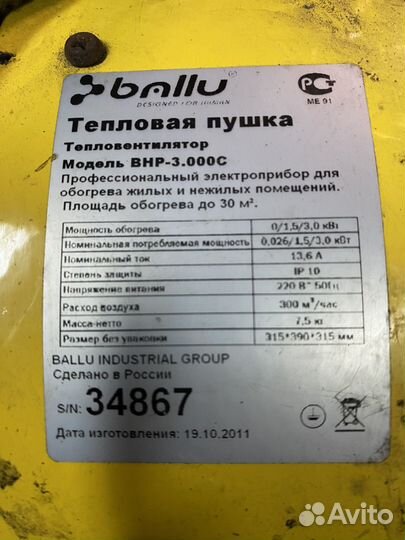 ballu®
DESIGNED FOR HUMAN
РСТ
МЕ 91
Тепловая пушка
Тепловентилятор
Модель ВНР-3.000С
Профессиональный электроприбор для
обогрева жилых и нежилых помещений.
Площадь обогрева до 30 м².
Мощность обогрева 0/1,5/3,0 кВт
Номинальная потребляемая мощность 0,026/1,5/3,0 кВт
Номинальный ток 13,6 А
Степень защиты IP 10
Напряжение питания 220 В~ 50Гц
Расход воздуха 300 м³/час
Масса-нетто 7,5 кг
Размер без упаковки 315*390*315 мм
BALLU INDUSTRIAL GROUP
Сделано в России
S/N: 34867
Дата изготовления: 19.10.2011
Avito